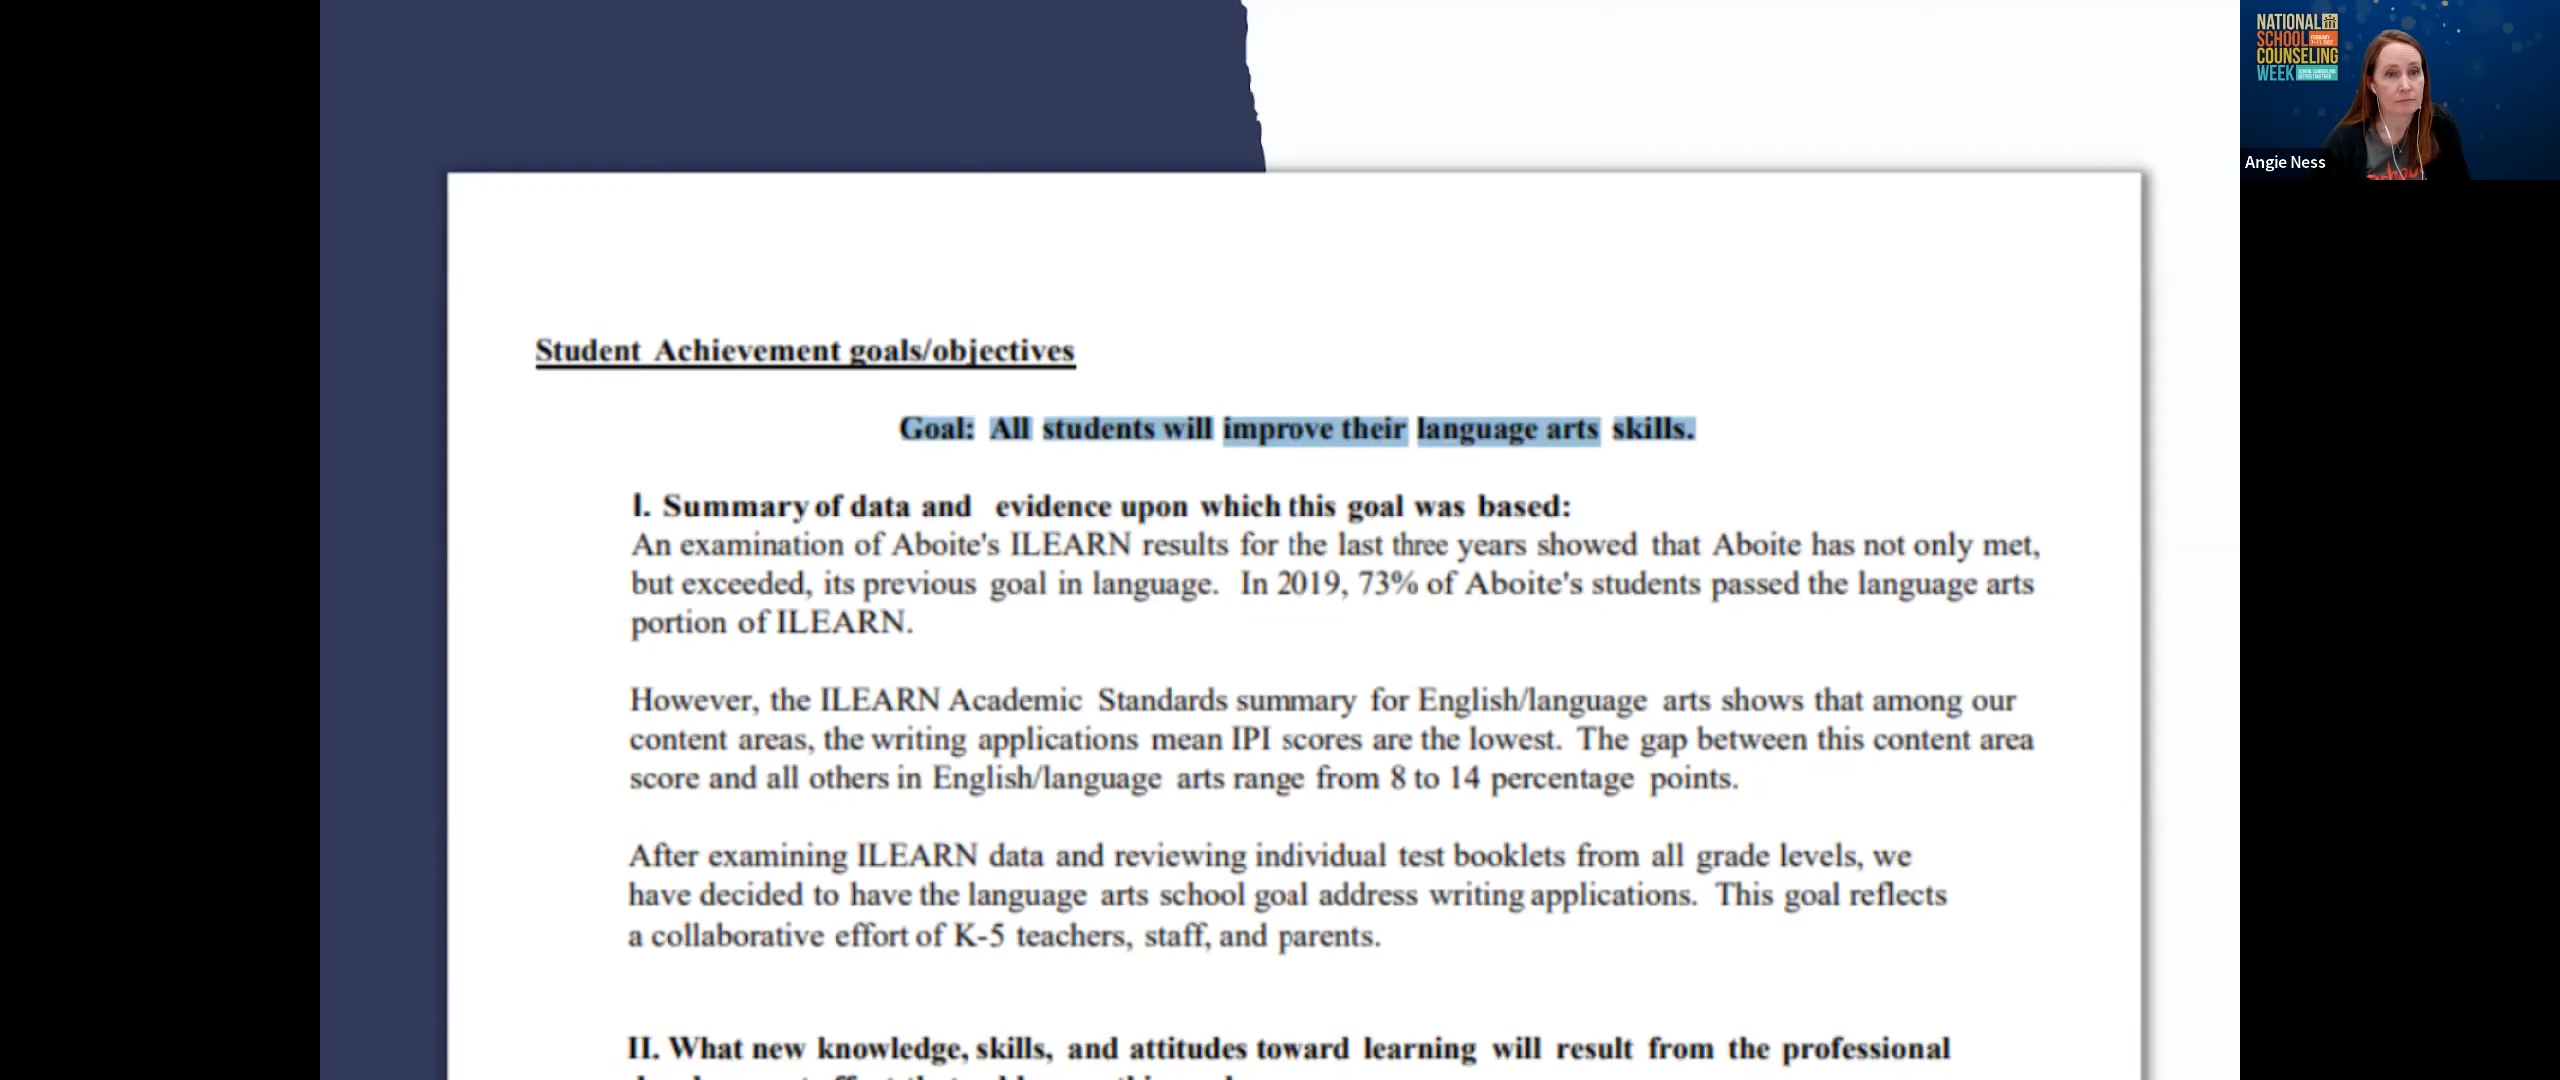 NATIONAL
SCHOOL
COUNSELING
WEEK
Angie Ness
Student Achievement goals/objectives
Goal: All students will improve their language arts skills.
I. Summary of data and evidence upon which this goal was based:
An examination of Aboite's ILEARN results for the last three years showed that Aboite has not only met,
but exceeded, its previous goal in language. In 2019, 73% of Aboite's students passed the language arts
portion of ILEARN.
However, the ILEARN Academic Standards summary for English/language arts shows that among our
content areas, the writing applications mean IPI scores are the lowest. The gap between this content area
score and all others in English/language arts range from 8 to 14 percentage points.
After examining ILEARN data and reviewing individual test booklets from all grade levels, we
have decided to have the language arts school goal address writing applications. This goal reflects
a collaborative effort of K-5 teachers, staff, and parents.
II. What new knowledge, skills, and attitudes toward learning will result from the professional